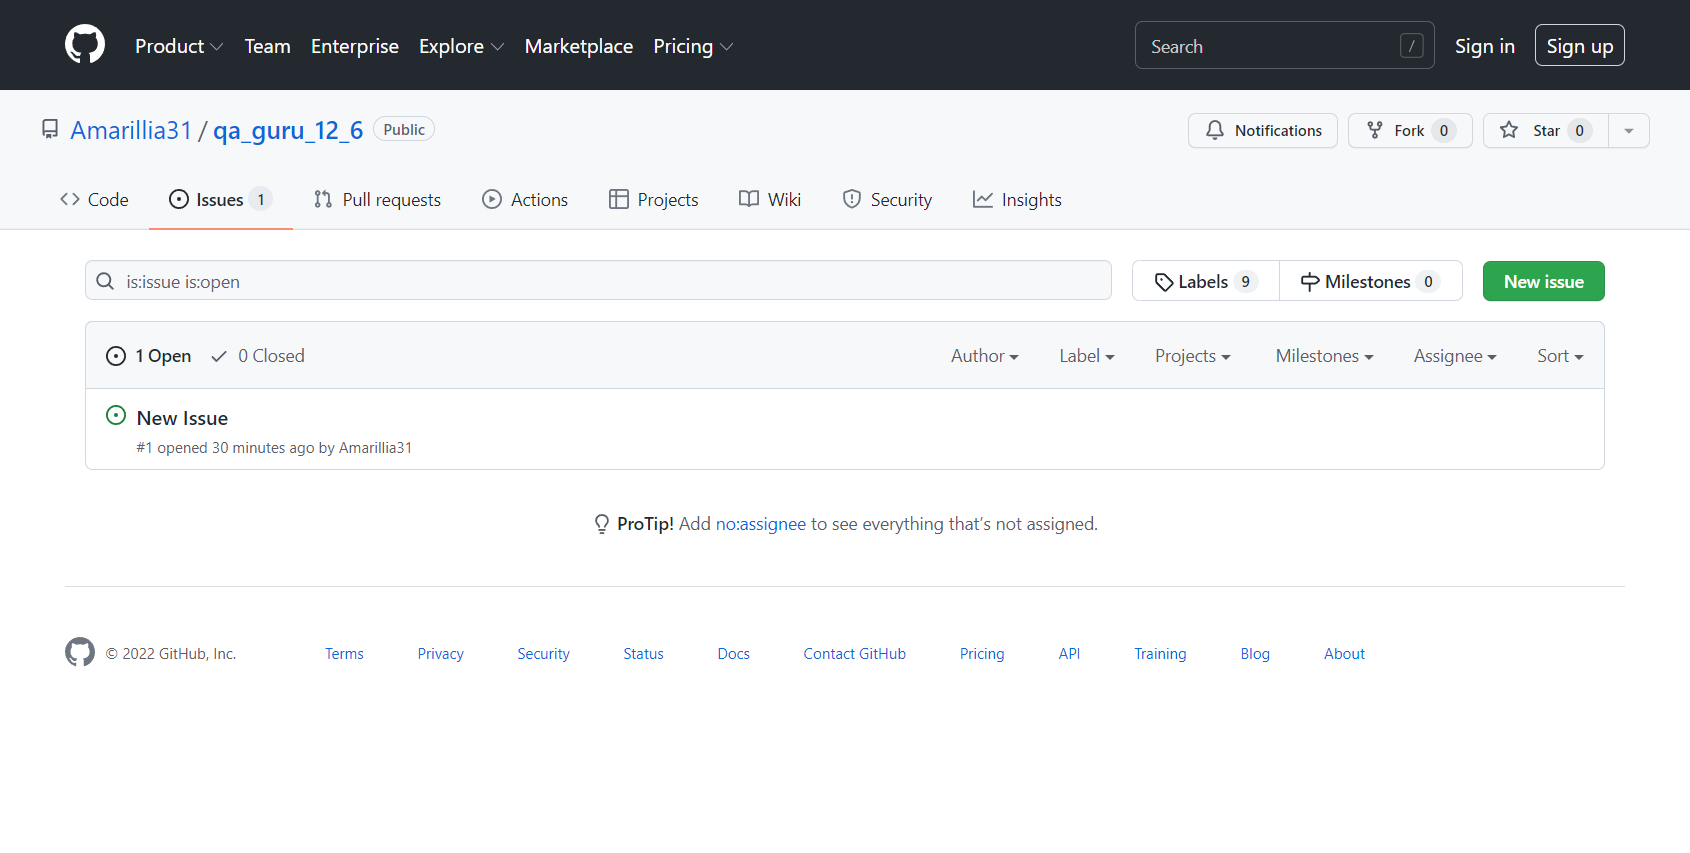 Product Team Enterprise Explore Marketplace Pricing Search / Sign in Sign up
Amarillia31 / qa_guru_12_6 Public Notifications Fork 0 Star 0
Code Issues 1 Pull requests Actions Projects Wiki Security Insights
is:issue is:open Labels 9 Milestones 0 New issue
1 Open 0 Closed Author Label Projects Milestones Assignee Sort
New Issue
#1 opened 30 minutes ago by Amarillia31
ProTip! Add no:assignee to see everything that’s not assigned.
© 2022 GitHub, Inc. Terms Privacy Security Status Docs Contact GitHub Pricing API Training Blog About